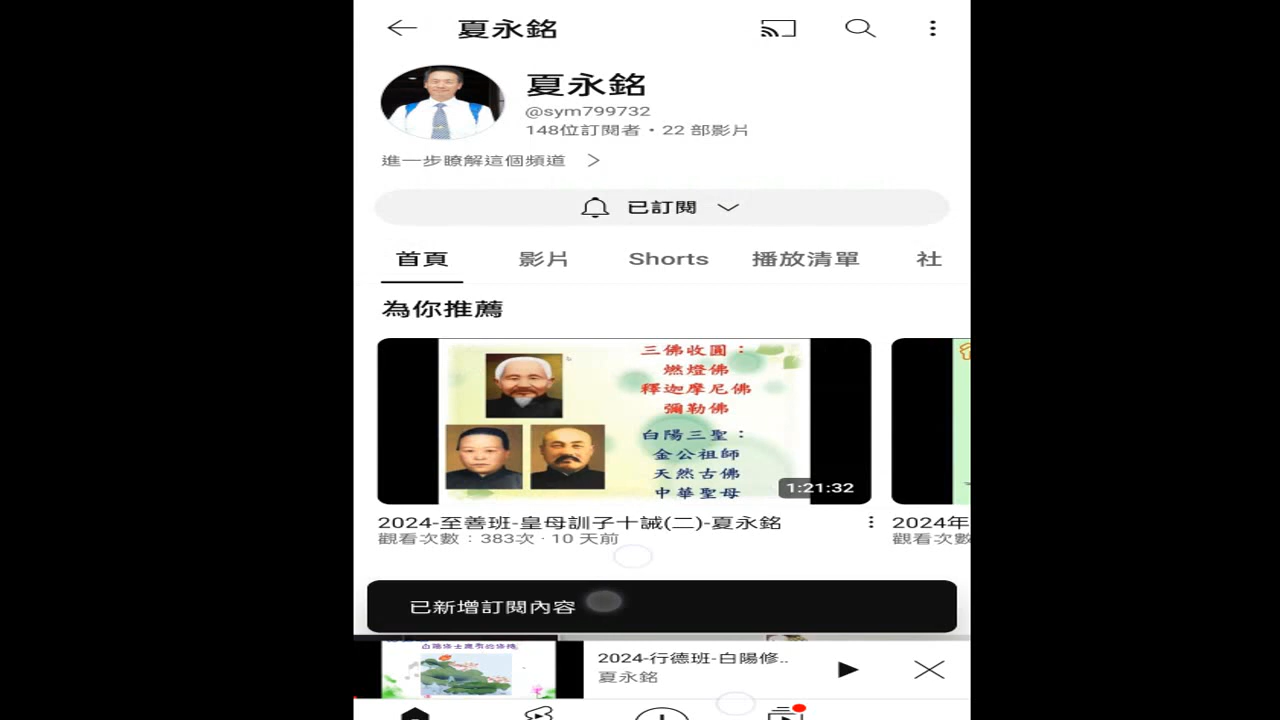 夏永銘
夏永銘
@sym799732
148位訂閱者・22 部影片
進一步瞭解這個頻道
已訂閱
首頁
影片
Shorts
播放清單
社
為你推薦
三佛收圓：
燃燈佛
釋迦摩尼佛
彌勒佛
白陽三聖：
金公祖師
天然古佛
中華聖母
1:21:32
2024-至善班-皇母訓子十誡(二)-夏永銘
觀看次數：383次 · 10 天前
2024年
觀看次數
已新增訂閱內容
2024-行德班-白陽修..
夏永銘